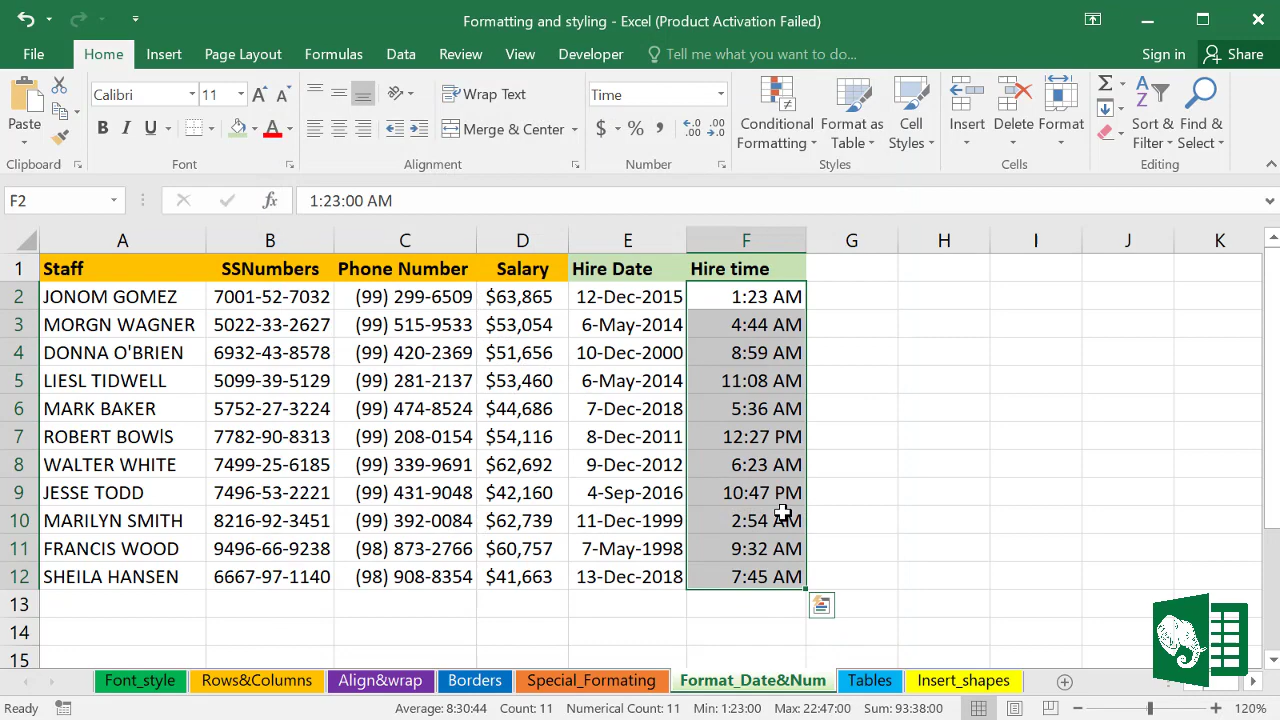 Formatting and styling - Excel (Product Activation Failed)
File Home Insert Page Layout Formulas Data Review View Developer Tell me what you want to do... Sign in Share
Paste
Clipboard
Calibri 11
B I U A
Font
Wrap Text
Merge & Center
Alignment
Time
$ % , .0 .00
Number
Conditional Formatting
Format as Table
Cell Styles
Styles
Insert Delete Format
Cells
Sort & Filter
Find & Select
Editing
F2 fx 1:23:00 AM
A B C D E F G H I J K
1 Staff SSNumbers Phone Number Salary Hire Date Hire time
2 JONOM GOMEZ 7001-52-7032 (99) 299-6509 $63,865 12-Dec-2015 1:23 AM
3 MORGN WAGNER 5022-33-2627 (99) 515-9533 $53,054 6-May-2014 4:44 AM
4 DONNA O'BRIEN 6932-43-8578 (99) 420-2369 $51,656 10-Dec-2000 8:59 AM
5 LIESL TIDWELL 5099-39-5129 (99) 281-2137 $53,460 6-May-2014 11:08 AM
6 MARK BAKER 5752-27-3224 (99) 474-8524 $44,686 7-Dec-2018 5:36 AM
7 ROBERT BOWlS 7782-90-8313 (99) 208-0154 $54,116 8-Dec-2011 12:27 PM
8 WALTER WHITE 7499-25-6185 (99) 339-9691 $62,692 9-Dec-2012 6:23 AM
9 JESSE TODD 7496-53-2221 (99) 431-9048 $42,160 4-Sep-2016 10:47 PM
10 MARILYN SMITH 8216-92-3451 (99) 392-0084 $62,739 11-Dec-1999 2:54 AM
11 FRANCIS WOOD 9496-66-9238 (98) 873-2766 $60,757 7-May-1998 9:32 AM
12 SHEILA HANSEN 6667-97-1140 (98) 908-8354 $41,663 13-Dec-2018 7:45 AM
13
14
15
Font_style Rows&Columns Align&wrap Borders Special_Formating Format_Date&Num Tables Insert_shapes
Ready Average: 8:30:44 Count: 11 Numerical Count: 11 Min: 1:23:00 Max: 22:47:00 Sum: 93:38:00 120%